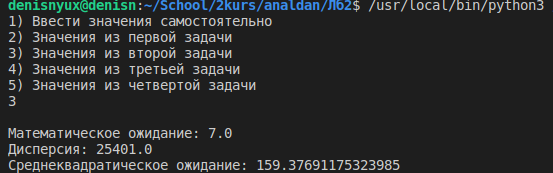 denisnyux@denisn:~/School/2kurs/analdan/Лб2$ /usr/local/bin/python3
1) Ввести значения самостоятельно
2) Значения из первой задачи
3) Значения из второй задачи
4) Значения из третьей задачи
5) Значения из четвертой задачи
3
Математическое ожидание: 7.0
Дисперсия: 25401.0
Среднеквадратическое ожидание: 159.37691175323985